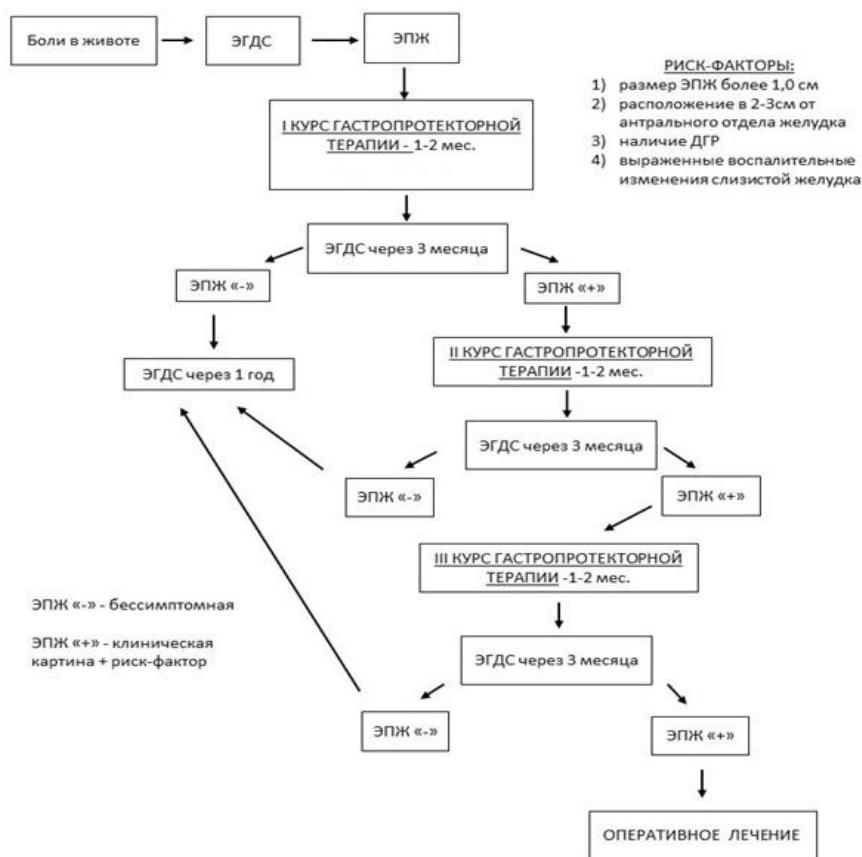 Боли в животе
ЭГДС
ЭПЖ
РИСК-ФАКТОРЫ:
1) размер ЭПЖ более 1,0 см
2) расположение в 2-3см от
антрального отдела желудка
3) наличие ДГР
4) выраженные воспалительные
изменения слизистой желудка
I КУРС ГАСТРОПРОТЕКТОРНОЙ
ТЕРАПИИ - 1-2 мес.
ЭГДС через 3 месяца
ЭПЖ «-»
ЭПЖ «+»
II КУРС ГАСТРОПРОТЕКТОРНОЙ
ТЕРАПИИ -1-2 мес.
ЭГДС через 1 год
ЭГДС через 3 месяца
ЭПЖ «-»
ЭПЖ «+»
III КУРС ГАСТРОПРОТЕКТОРНОЙ
ТЕРАПИИ -1-2 мес.
ЭПЖ «-» - бессимптомная
ЭПЖ «+» - клиническая
картина + риск-фактор
ЭГДС через 3 месяца
ЭПЖ «-»
ЭПЖ «+»
ОПЕРАТИВНОЕ ЛЕЧЕНИЕ